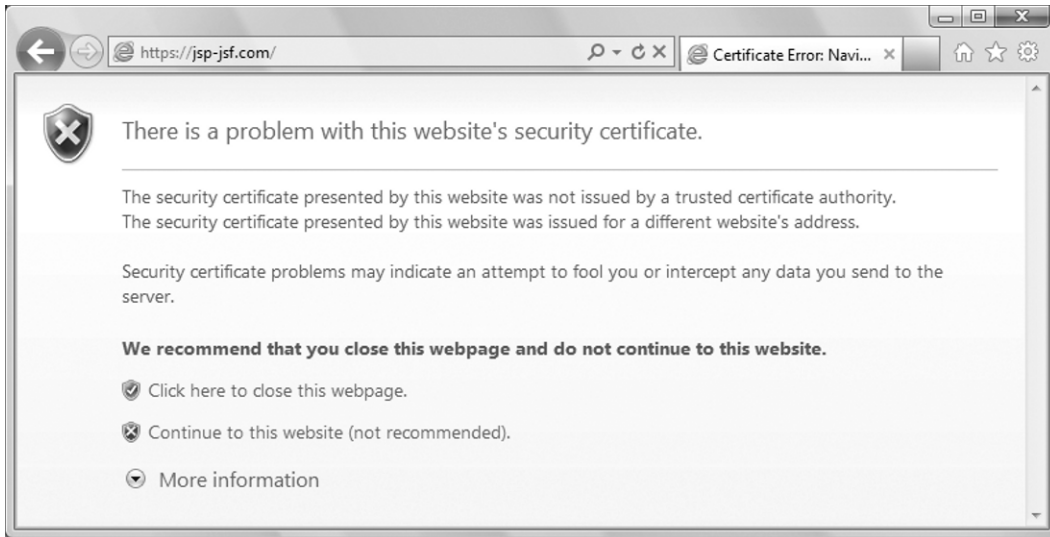 https://jsp-jsf.com/
Certificate Error: Navi...
There is a problem with this website's security certificate.
The security certificate presented by this website was not issued by a trusted certificate authority.
The security certificate presented by this website was issued for a different website's address.
Security certificate problems may indicate an attempt to fool you or intercept any data you send to the
server.
We recommend that you close this webpage and do not continue to this website.
Click here to close this webpage.
Continue to this website (not recommended).
More information